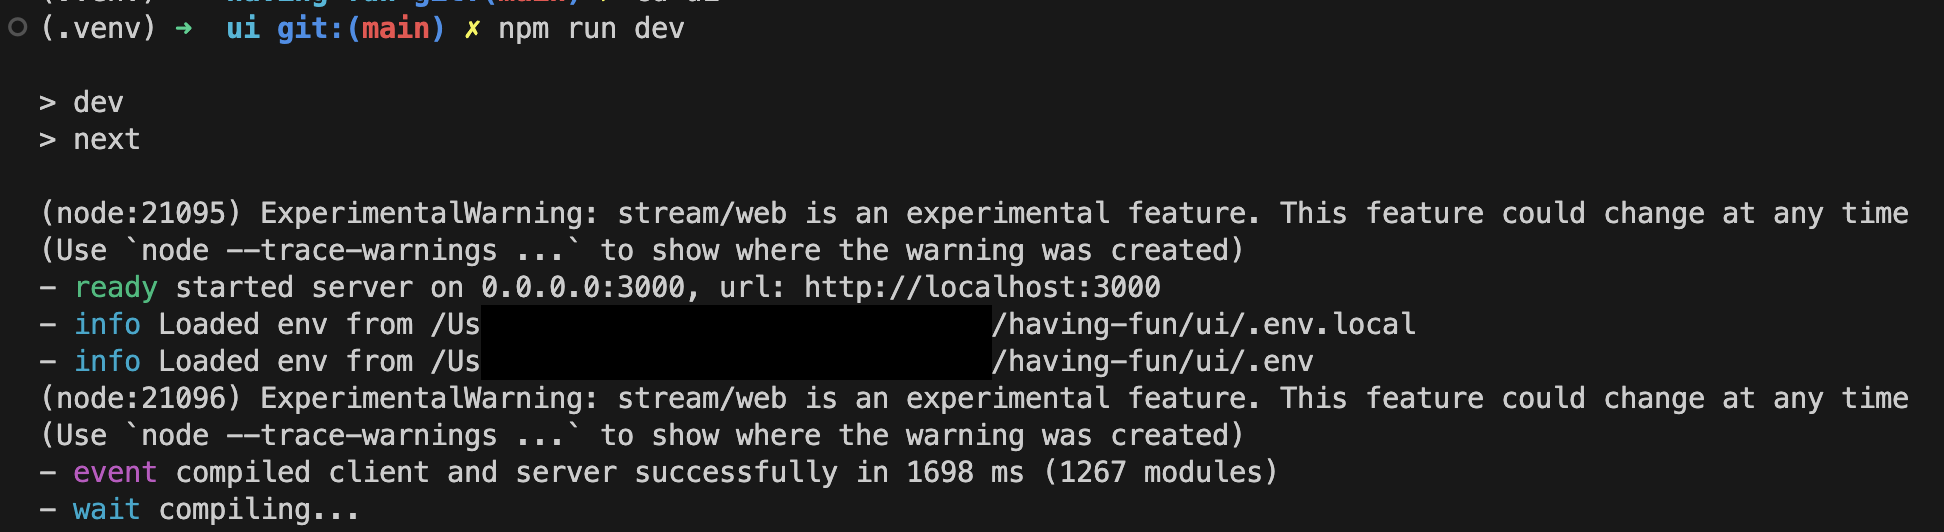 (.venv) ➜  ui git:(main) ✗ npm run dev
> dev
> next
(node:21095) ExperimentalWarning: stream/web is an experimental feature. This feature could change at any time
(Use `node --trace-warnings ...` to show where the warning was created)
- ready started server on 0.0.0.0:3000, url: http://localhost:3000
- info Loaded env from /Us /having-fun/ui/.env.local
- info Loaded env from /Us /having-fun/ui/.env
(node:21096) ExperimentalWarning: stream/web is an experimental feature. This feature could change at any time
(Use `node --trace-warnings ...` to show where the warning was created)
- event compiled client and server successfully in 1698 ms (1267 modules)
- wait compiling...